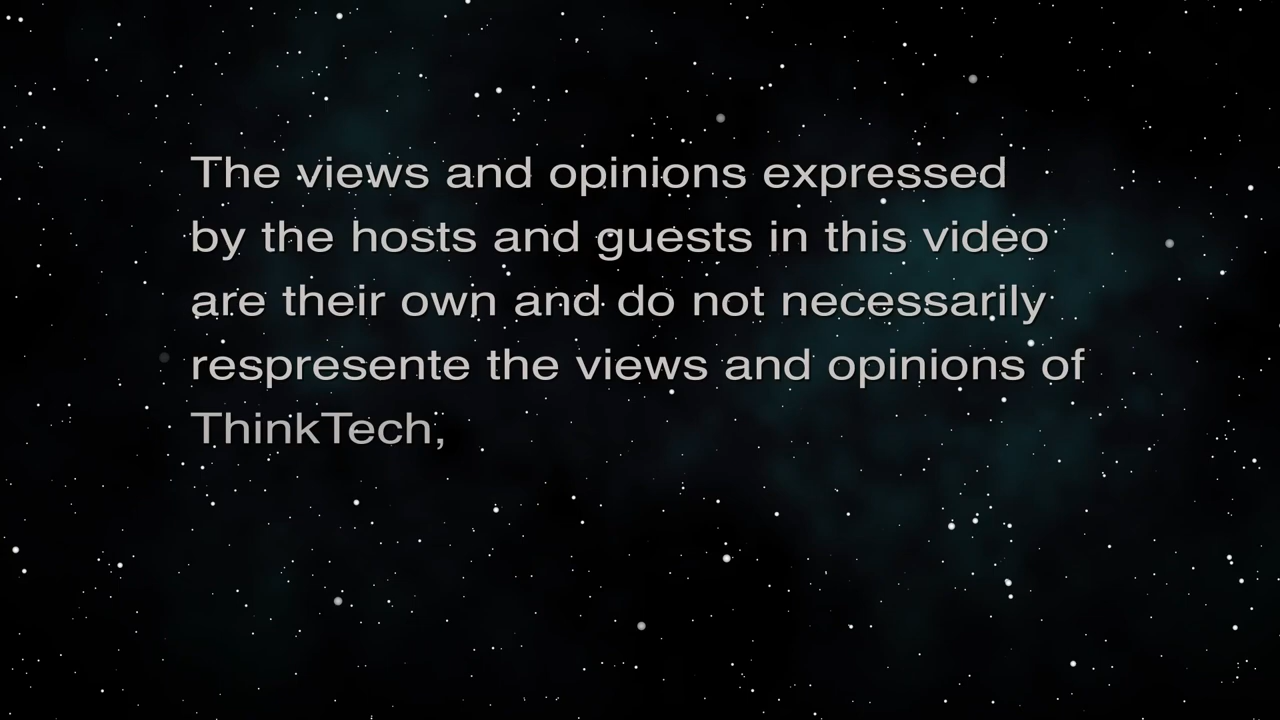 The views and opinions expressed
by the hosts and guests in this video
are their own and do not necessarily
respresente the views and opinions of
ThinkTech,